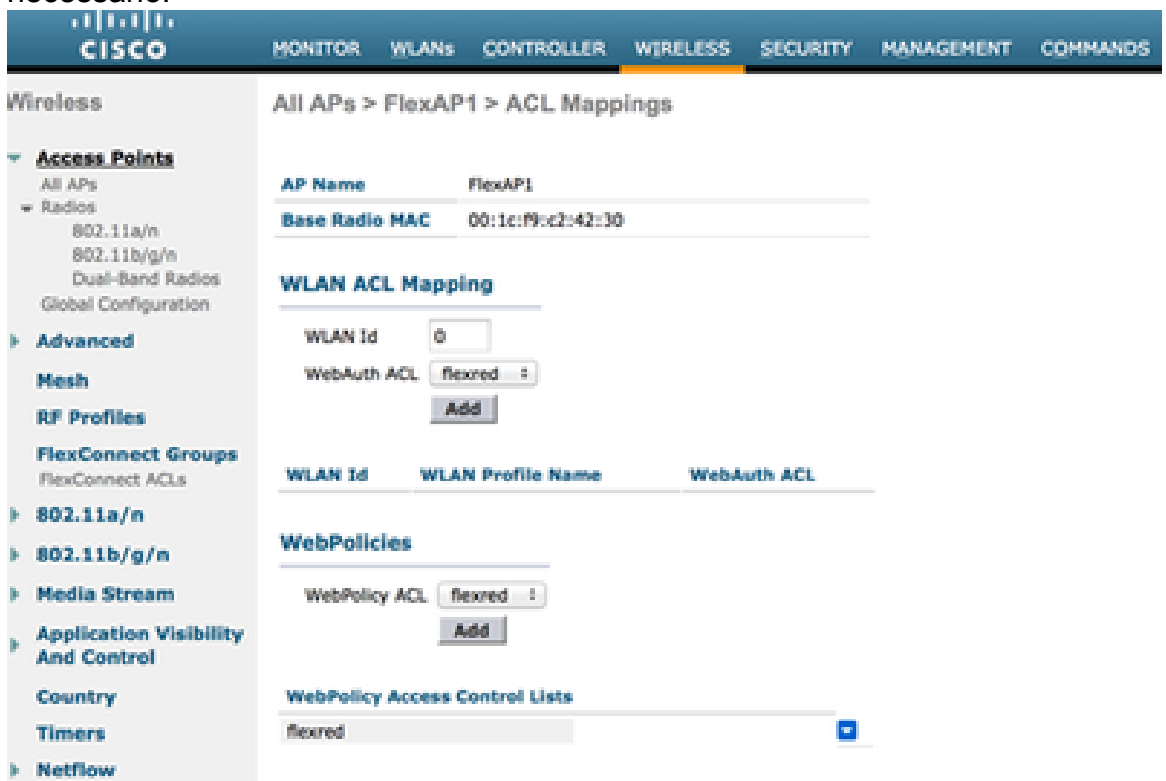 necessario.
CISCO
MONITOR WLANs CONTROLLER WIRELESS SECURITY MANAGEMENT COMMANDS
Wireless
Access Points
All APs
Radios
802.11a/n
802.11b/g/n
Dual-Band Radios
Global Configuration
Advanced
Mesh
RF Profiles
FlexConnect Groups
FlexConnect ACLs
802.11a/n
802.11b/g/n
Media Stream
Application Visibility
And Control
Country
Timers
Netflow
All APs > FlexAP1 > ACL Mappings
AP Name FlexAP1
Base Radio MAC 00:1c:f9:c2:42:30
WLAN ACL Mapping
WLAN Id 0
WebAuth ACL flexred
Add
WLAN Id WLAN Profile Name WebAuth ACL
WebPolicies
WebPolicy ACL flexred
Add
WebPolicy Access Control Lists
flexred